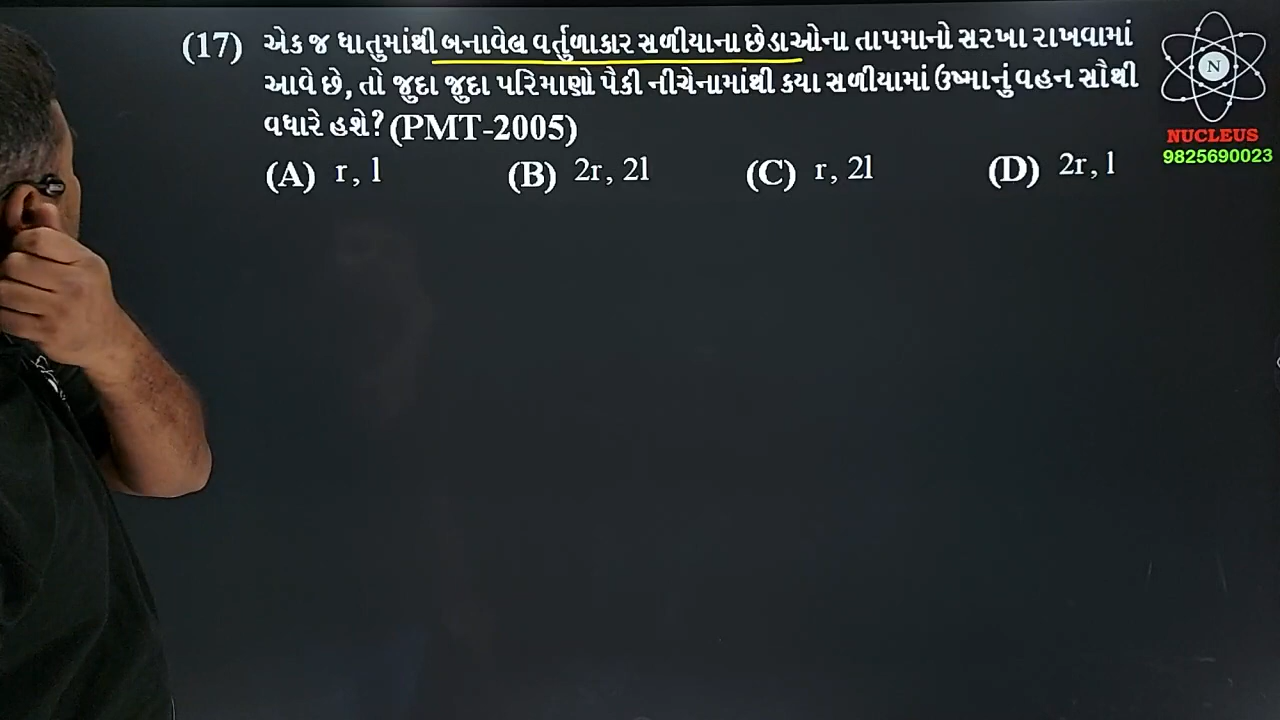 (17) એક જ ધાતુમાંથી બનાવેલ વર્તુળાકાર સળીયાના છેડાઓના તાપમાનો સરખા રાખવામાં
આવે છે, તો જુદા જુદા પરિમાણો પૈકી નીચેનામાંથી કયા સળીયામાં ઉષ્માનું વહન સૌથી
વધારે હશે? (PMT-2005)
(A) r, l (B) 2r, 2l (C) r, 2l (D) 2r, l
N
NUCLEUS
9825690023